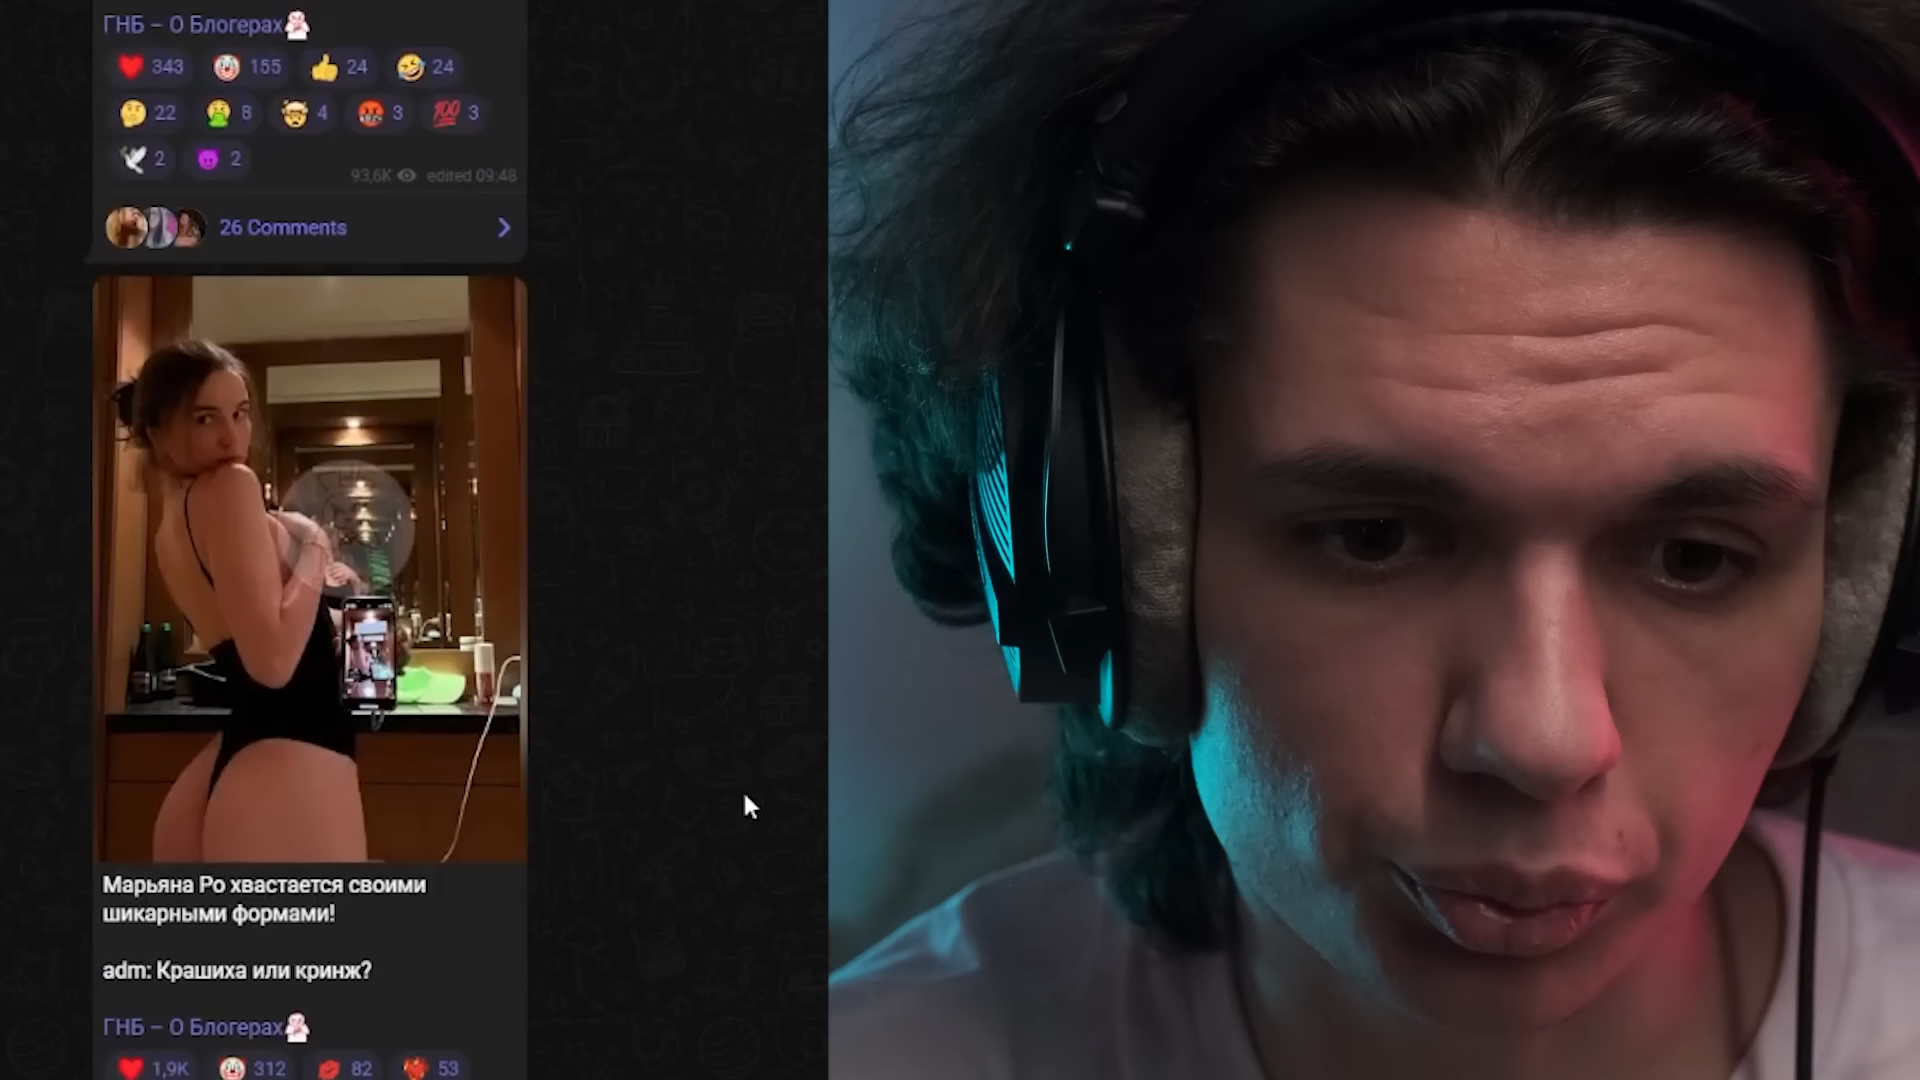 ГНБ – О Блогерах
343 155 24 24
22 8 4 3 100 3
2 2
93,6K edited 09:48
26 Comments
Марьяна Ро хвастается своими
шикарными формами!
adm: Крашиха или кринж?
ГНБ – О Блогерах
1,9K 312 82 53